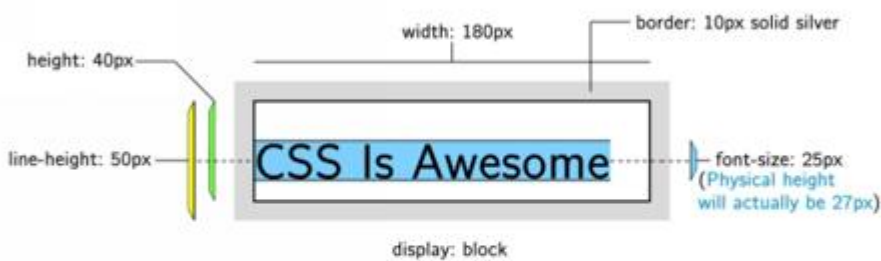 width: 180px
border: 10px solid silver
height: 40px
line-height: 50px
CSS Is Awesome
font-size: 25px
(Physical height
will actually be 27px)
display: block